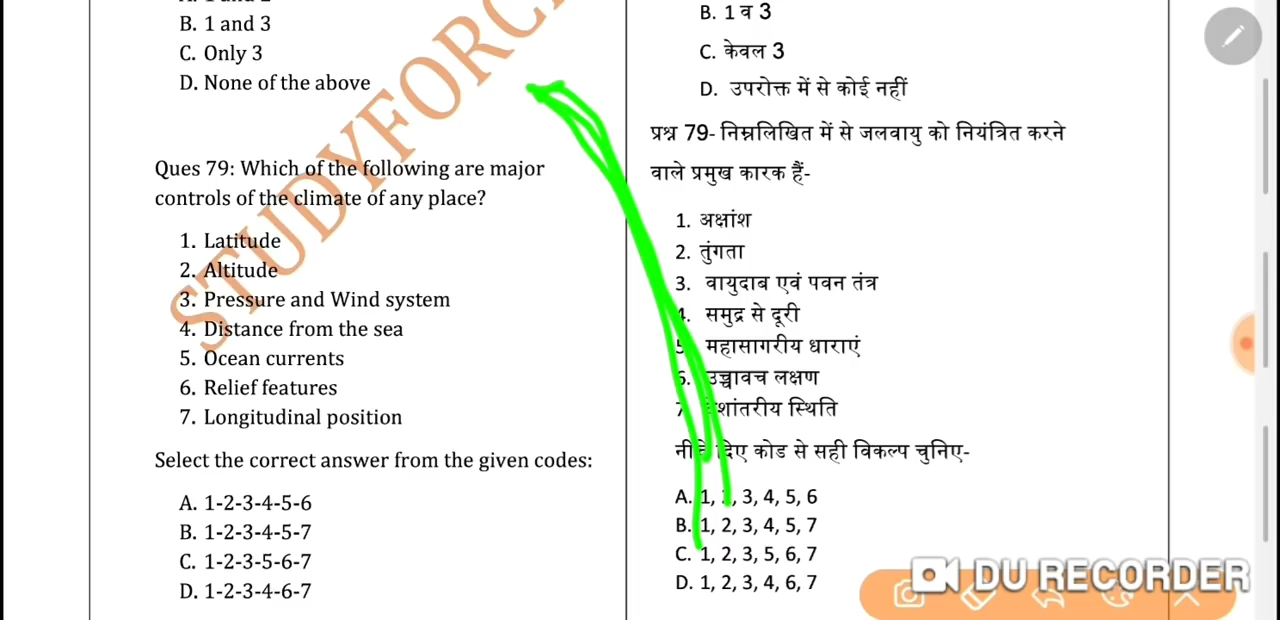 B. 1 and 3
C. Only 3
D. None of the above
Ques 79: Which of the following are major
controls of the climate of any place?
1. Latitude
2. Altitude
3. Pressure and Wind system
4. Distance from the sea
5. Ocean currents
6. Relief features
7. Longitudinal position
Select the correct answer from the given codes:
A. 1-2-3-4-5-6
B. 1-2-3-4-5-7
C. 1-2-3-5-6-7
D. 1-2-3-4-6-7
STUDYFORC
B. 1 व 3
C. केवल 3
D. उपरोक्त में से कोई नहीं
प्रश्न 79- निम्नलिखित में से जलवायु को नियंत्रित करने
वाले प्रमुख कारक हैं-
1. अक्षांश
2. तुंगता
3. वायुदाब एवं पवन तंत्र
4. समुद्र से दूरी
5. महासागरीय धाराएं
6. उच्चावच लक्षण
7. देशांतरीय स्थिति
नीचे दिए कोड से सही विकल्प चुनिए-
A. 1, 2, 3, 4, 5, 6
B. 1, 2, 3, 4, 5, 7
C. 1, 2, 3, 5, 6, 7
D. 1, 2, 3, 4, 6, 7
DU RECORDER